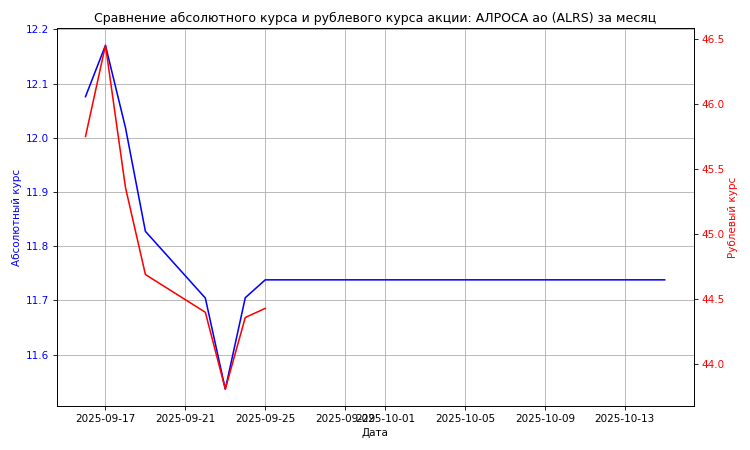 Сравнение абсолютного курса и рублевого курса акции: АЛРОСА ао (ALRS) за месяц
12.2
12.1
12.0
11.9
11.8
11.7
11.6
Абсолютный курс
46.5
46.0
45.5
45.0
44.5
44.0
Рублевый курс
2025-09-17 2025-09-21 2025-09-25 2025-09-29 2025-10-01 2025-10-05 2025-10-09 2025-10-13
Дата